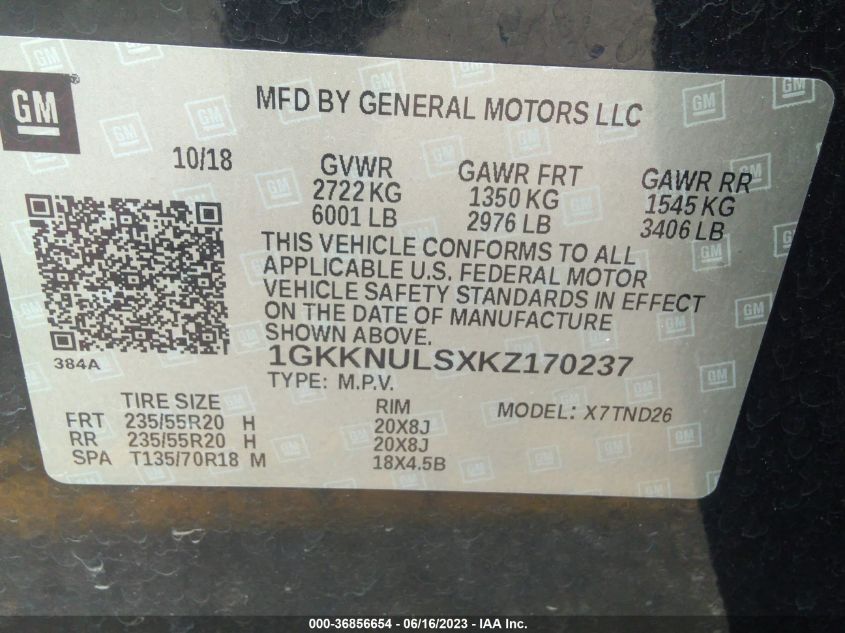 GM
MFD BY GENERAL MOTORS LLC
10/18
GVWR GAWR FRT GAWR RR
2722 KG 1350 KG 1545 KG
6001 LB 2976 LB 3406 LB
THIS VEHICLE CONFORMS TO ALL
APPLICABLE U.S. FEDERAL MOTOR
VEHICLE SAFETY STANDARDS IN EFFECT
ON THE DATE OF MANUFACTURE
SHOWN ABOVE.
384A
1GKKNULSXKZ170237
TYPE: M.P.V.
TIRE SIZE RIM MODEL: X7TND26
FRT 235/55R20 H 20X8J
RR 235/55R20 H 20X8J
SPA T135/70R18 M 18X4.5B
000-36856654 - 06/16/2023 - IAA Inc.